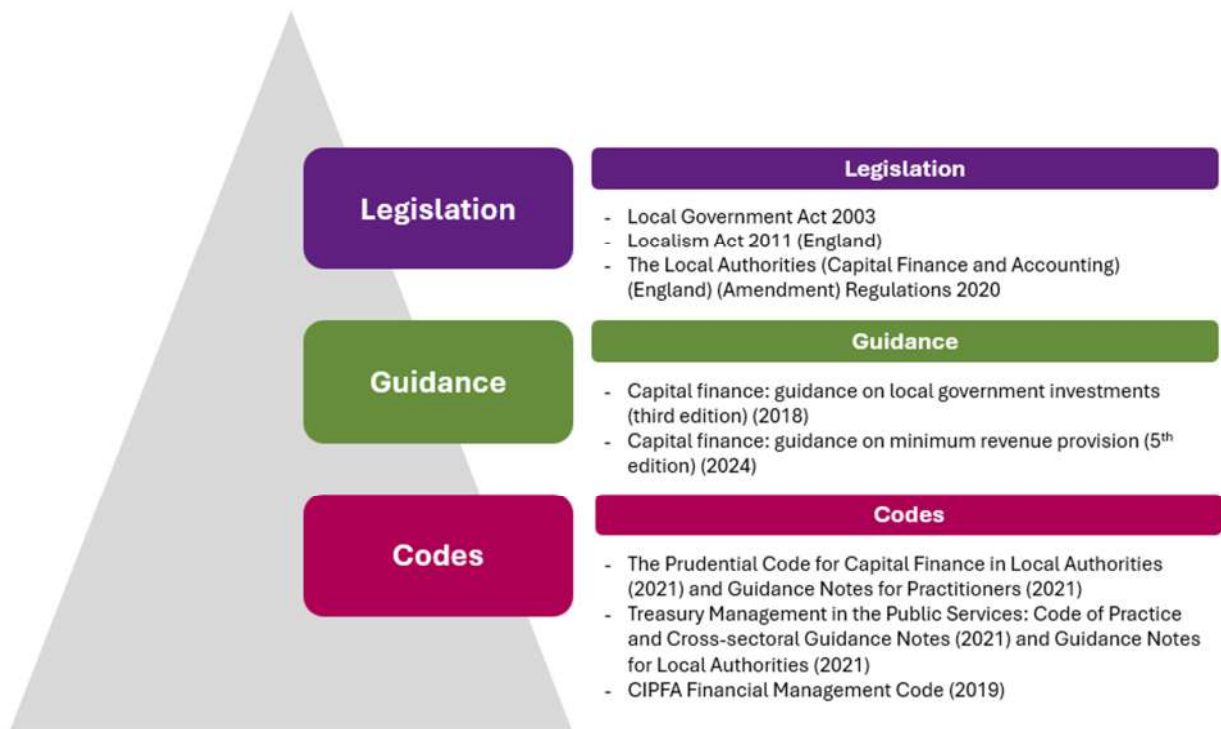 Legislation
Legislation
- Local Government Act 2003
- Localism Act 2011 (England)
- The Local Authorities (Capital Finance and Accounting)
(England) (Amendment) Regulations 2020
Guidance
Guidance
- Capital finance: guidance on local government investments
(third edition) (2018)
- Capital finance: guidance on minimum revenue provision (5th
edition) (2024)
Codes
Codes
- The Prudential Code for Capital Finance in Local Authorities
(2021) and Guidance Notes for Practitioners (2021)
- Treasury Management in the Public Services: Code of Practice
and Cross-sectoral Guidance Notes (2021) and Guidance Notes
for Local Authorities (2021)
- CIPFA Financial Management Code (2019)